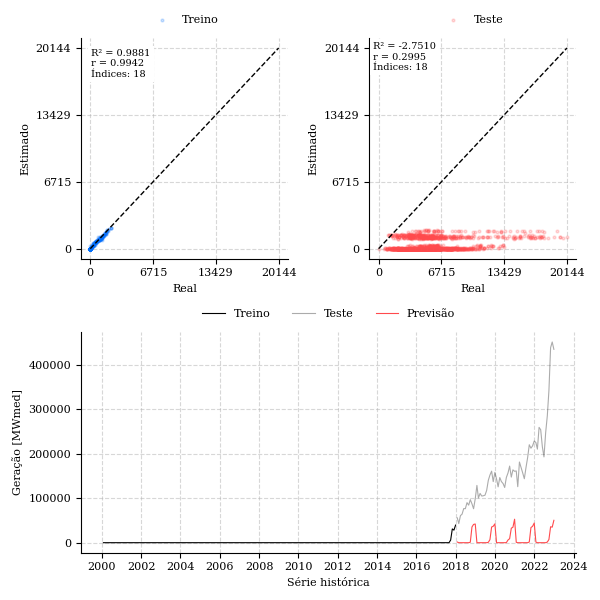 Treino
Teste
R² = 0.9881
r = 0.9942
Índices: 18
R² = -2.7510
r = 0.2995
Índices: 18
Estimado
20144
13429
6715
0
0
6715
13429
20144
Real
Estimado
20144
13429
6715
0
0
6715
13429
20144
Real
Treino
Teste
Previsão
Geração [MWmed]
400000
300000
200000
100000
0
2000
2002
2004
2006
2008
2010
2012
2014
2016
2018
2020
2022
2024
Série histórica